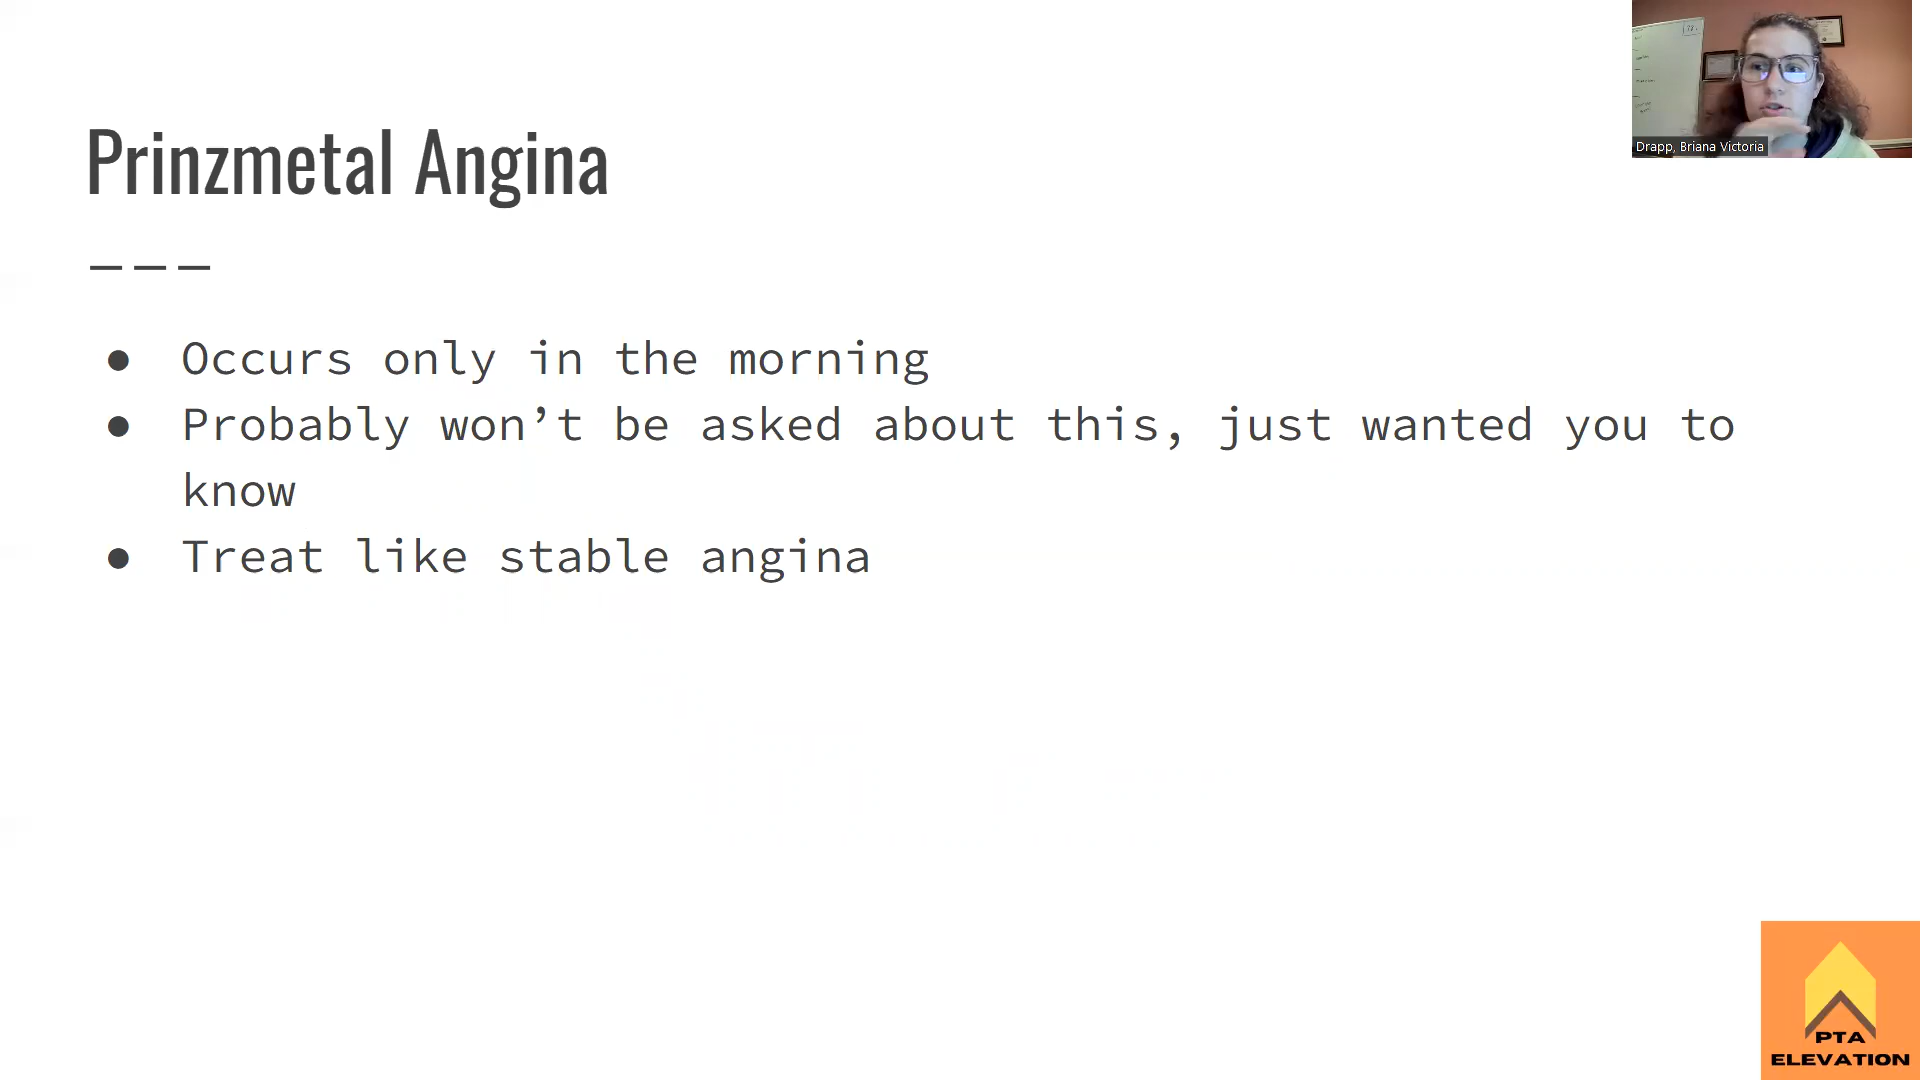 Drapp, Briana Victoria
Prinzmetal Angina
● Occurs only in the morning
● Probably won’t be asked about this, just wanted you to
know
● Treat like stable angina
PTA
ELEVATION